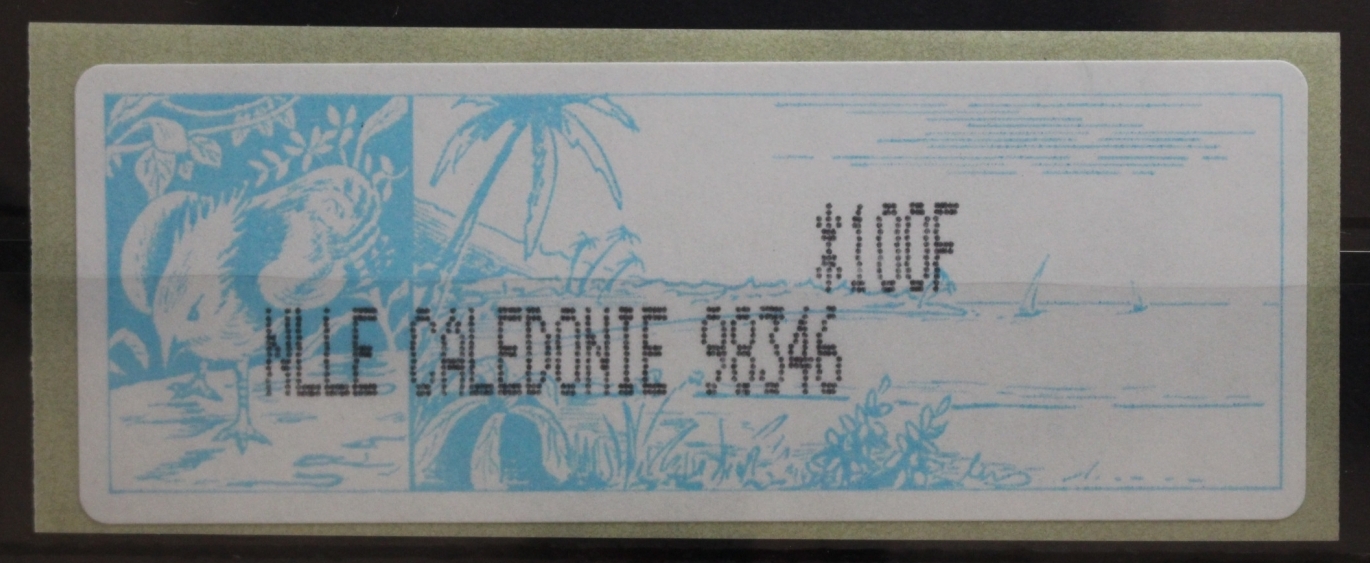 *100F
NLLE CALEDONIE 98346